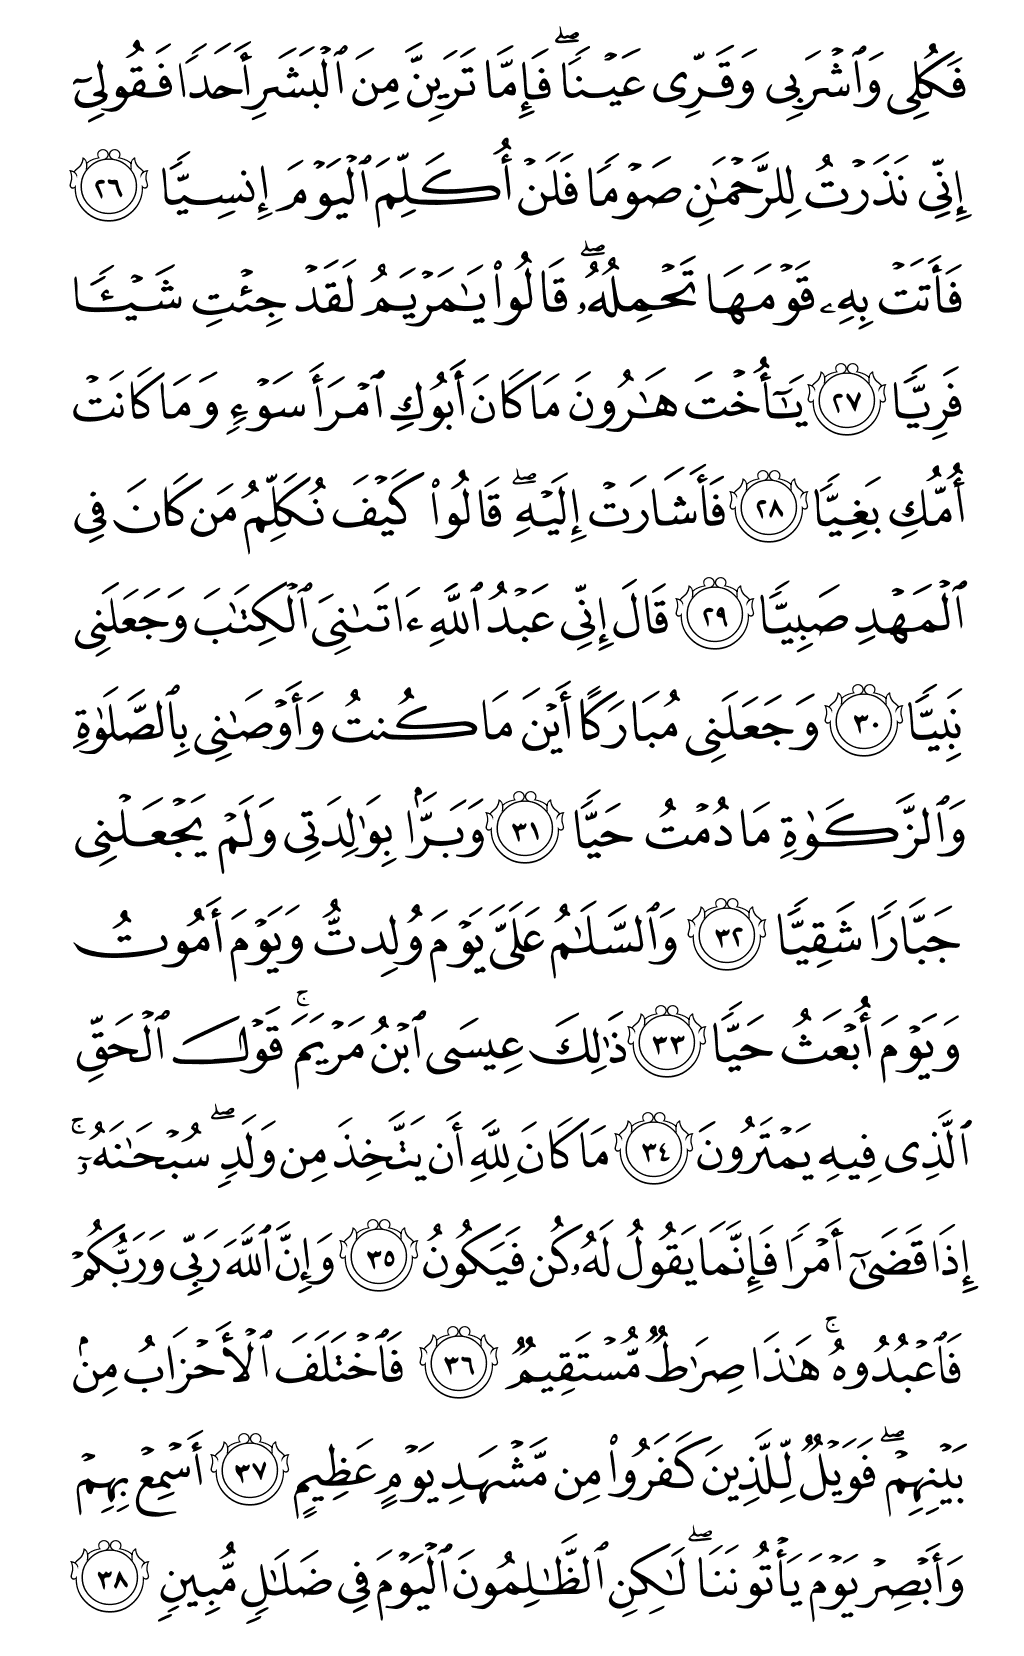 فَكُلِى وَٱشْرَبِى وَقَرِّى عَيْنًا ۖ فَإِمَّا تَرَيِنَّ مِنَ ٱلْبَشَرِ أَحَدًا فَقُولِىٓ
إِنِّى نَذَرْتُ لِلرَّحْمَٰنِ صَوْمًا فَلَنْ أُكَلِّمَ ٱلْيَوْمَ إِنسِيًّا ٢٦
فَأَتَتْ بِهِۦ قَوْمَهَا تَحْمِلُهُۥ ۖ قَالُوا۟ يَٰمَرْيَمُ لَقَدْ جِئْتِ شَيْـًٔا
فَرِيًّا ٢٧ يَٰٓأُخْتَ هَٰرُونَ مَا كَانَ أَبُوكِ ٱمْرَأَ سَوْءٍ وَمَا كَانَتْ
أُمُّكِ بَغِيًّا ٢٨ فَأَشَارَتْ إِلَيْهِ ۖ قَالُوا۟ كَيْفَ نُكَلِّمُ مَن كَانَ فِى
ٱلْمَهْدِ صَبِيًّا ٢٩ قَالَ إِنِّى عَبْدُ ٱللَّهِ ءَاتَىٰنِىَ ٱلْكِتَٰبَ وَجَعَلَنِى
نَبِيًّا ٣٠ وَجَعَلَنِى مُبَارَكًا أَيْنَ مَا كُنتُ وَأَوْصَٰنِى بِٱلصَّلَوٰةِ
وَٱلزَّكَوٰةِ مَا دُمْتُ حَيًّا ٣١ وَبَرًّۢا بِوَٰلِدَتِى وَلَمْ يَجْعَلْنِى
جَبَّارًا شَقِيًّا ٣٢ وَٱلسَّلَٰمُ عَلَىَّ يَوْمَ وُلِدتُّ وَيَوْمَ أَمُوتُ
وَيَوْمَ أُبْعَثُ حَيًّا ٣٣ ذَٰلِكَ عِيسَى ٱبْنُ مَرْيَمَ ۚ قَوْلَ ٱلْحَقِّ
ٱلَّذِى فِيهِ يَمْتَرُونَ ٣٤ مَا كَانَ لِلَّهِ أَن يَتَّخِذَ مِن وَلَدٍ ۖ سُبْحَٰنَهُۥٓ ۚ
إِذَا قَضَىٰٓ أَمْرًا فَإِنَّمَا يَقُولُ لَهُۥ كُن فَيَكُونُ ٣٥ وَإِنَّ ٱللَّهَ رَبِّى وَرَبُّكُمْ
فَٱعْبُدُوهُ ۚ هَٰذَا صِرَٰطٌ مُّسْتَقِيمٌ ٣٦ فَٱخْتَلَفَ ٱلْأَحْزَابُ مِنۢ
بَيْنِهِمْ ۖ فَوَيْلٌ لِّلَّذِينَ كَفَرُوا۟ مِن مَّشْهَدِ يَوْمٍ عَظِيمٍ ٣٧ أَسْمِعْ بِهِمْ
وَأَبْصِرْ يَوْمَ يَأْتُونَنَا ۖ لَٰكِنِ ٱلظَّٰلِمُونَ ٱلْيَوْمَ فِى ضَلَٰلٍ مُّبِينٍ ٣٨